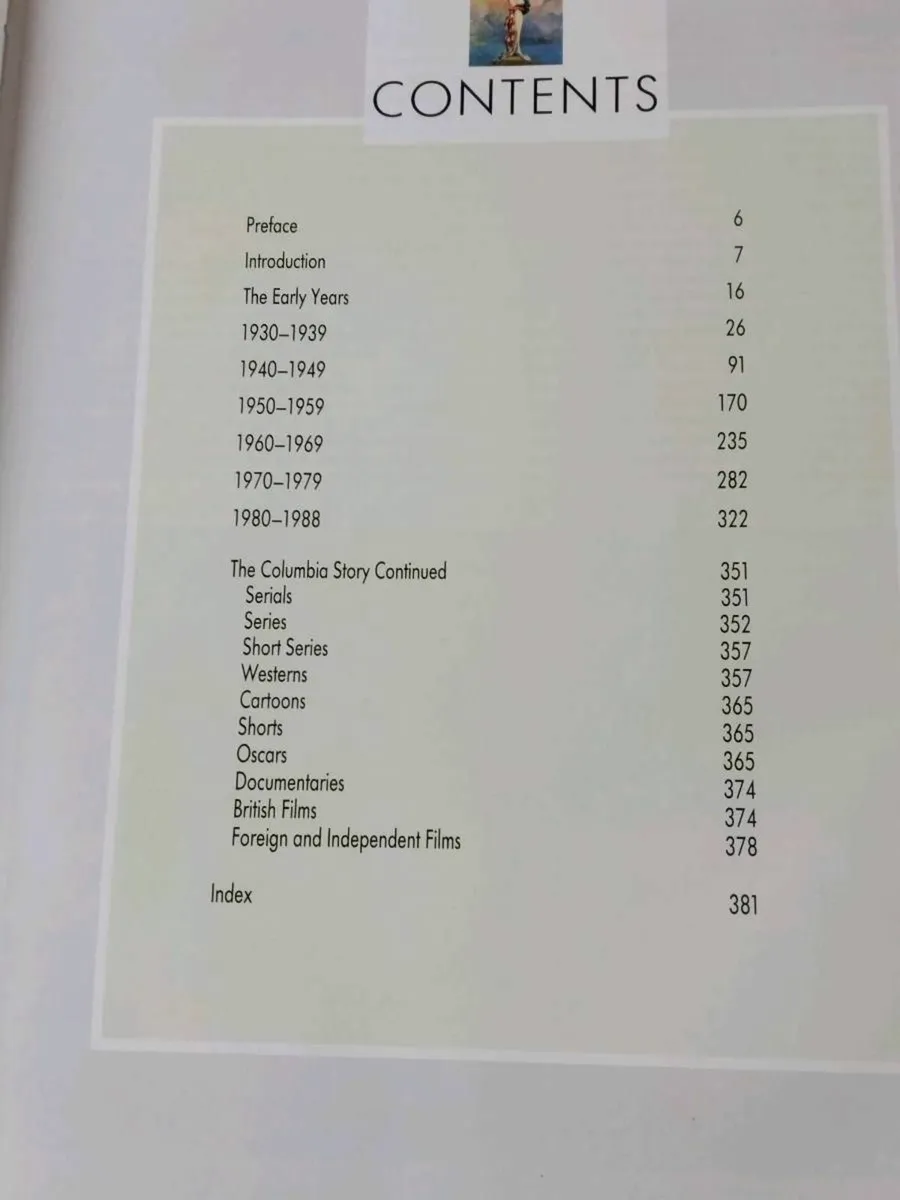 CONTENTS
Preface 6
Introduction 7
The Early Years 16
1930–1939 26
1940–1949 91
1950–1959 170
1960–1969 235
1970–1979 282
1980–1988 322
The Columbia Story Continued 351
Serials 351
Series 352
Short Series 357
Westerns 357
Cartoons 365
Shorts 365
Oscars 365
Documentaries 374
British Films 374
Foreign and Independent Films 378
Index 381